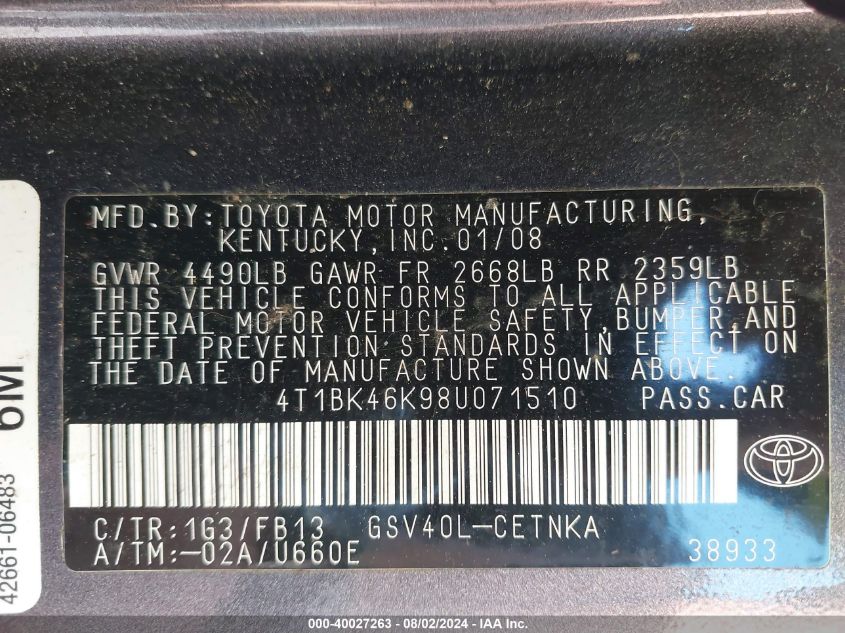 MFD.BY:TOYOTA MOTOR MANUFACTURING,
KENTUCKY,INC.01/08
GVWR 4490LB GAWR FR 2668LB RR 2359LB
THIS VEHICLE CONFORMS TO ALL APPLICABLE
FEDERAL MOTOR VEHICLE SAFETY,BUMPER,AND
THEFT PREVENTION STANDARDS IN EFFECT ON
THE DATE OF MANUFACTURE SHOWN ABOVE.
4T1BK46K98U071510 PASS.CAR
C/TR:1G3/FB13 GSV40L-CETNKA
A/TM:-02A/U660E 38933
42661-06483
6M
000-40027263 - 08/02/2024 - IAA Inc.